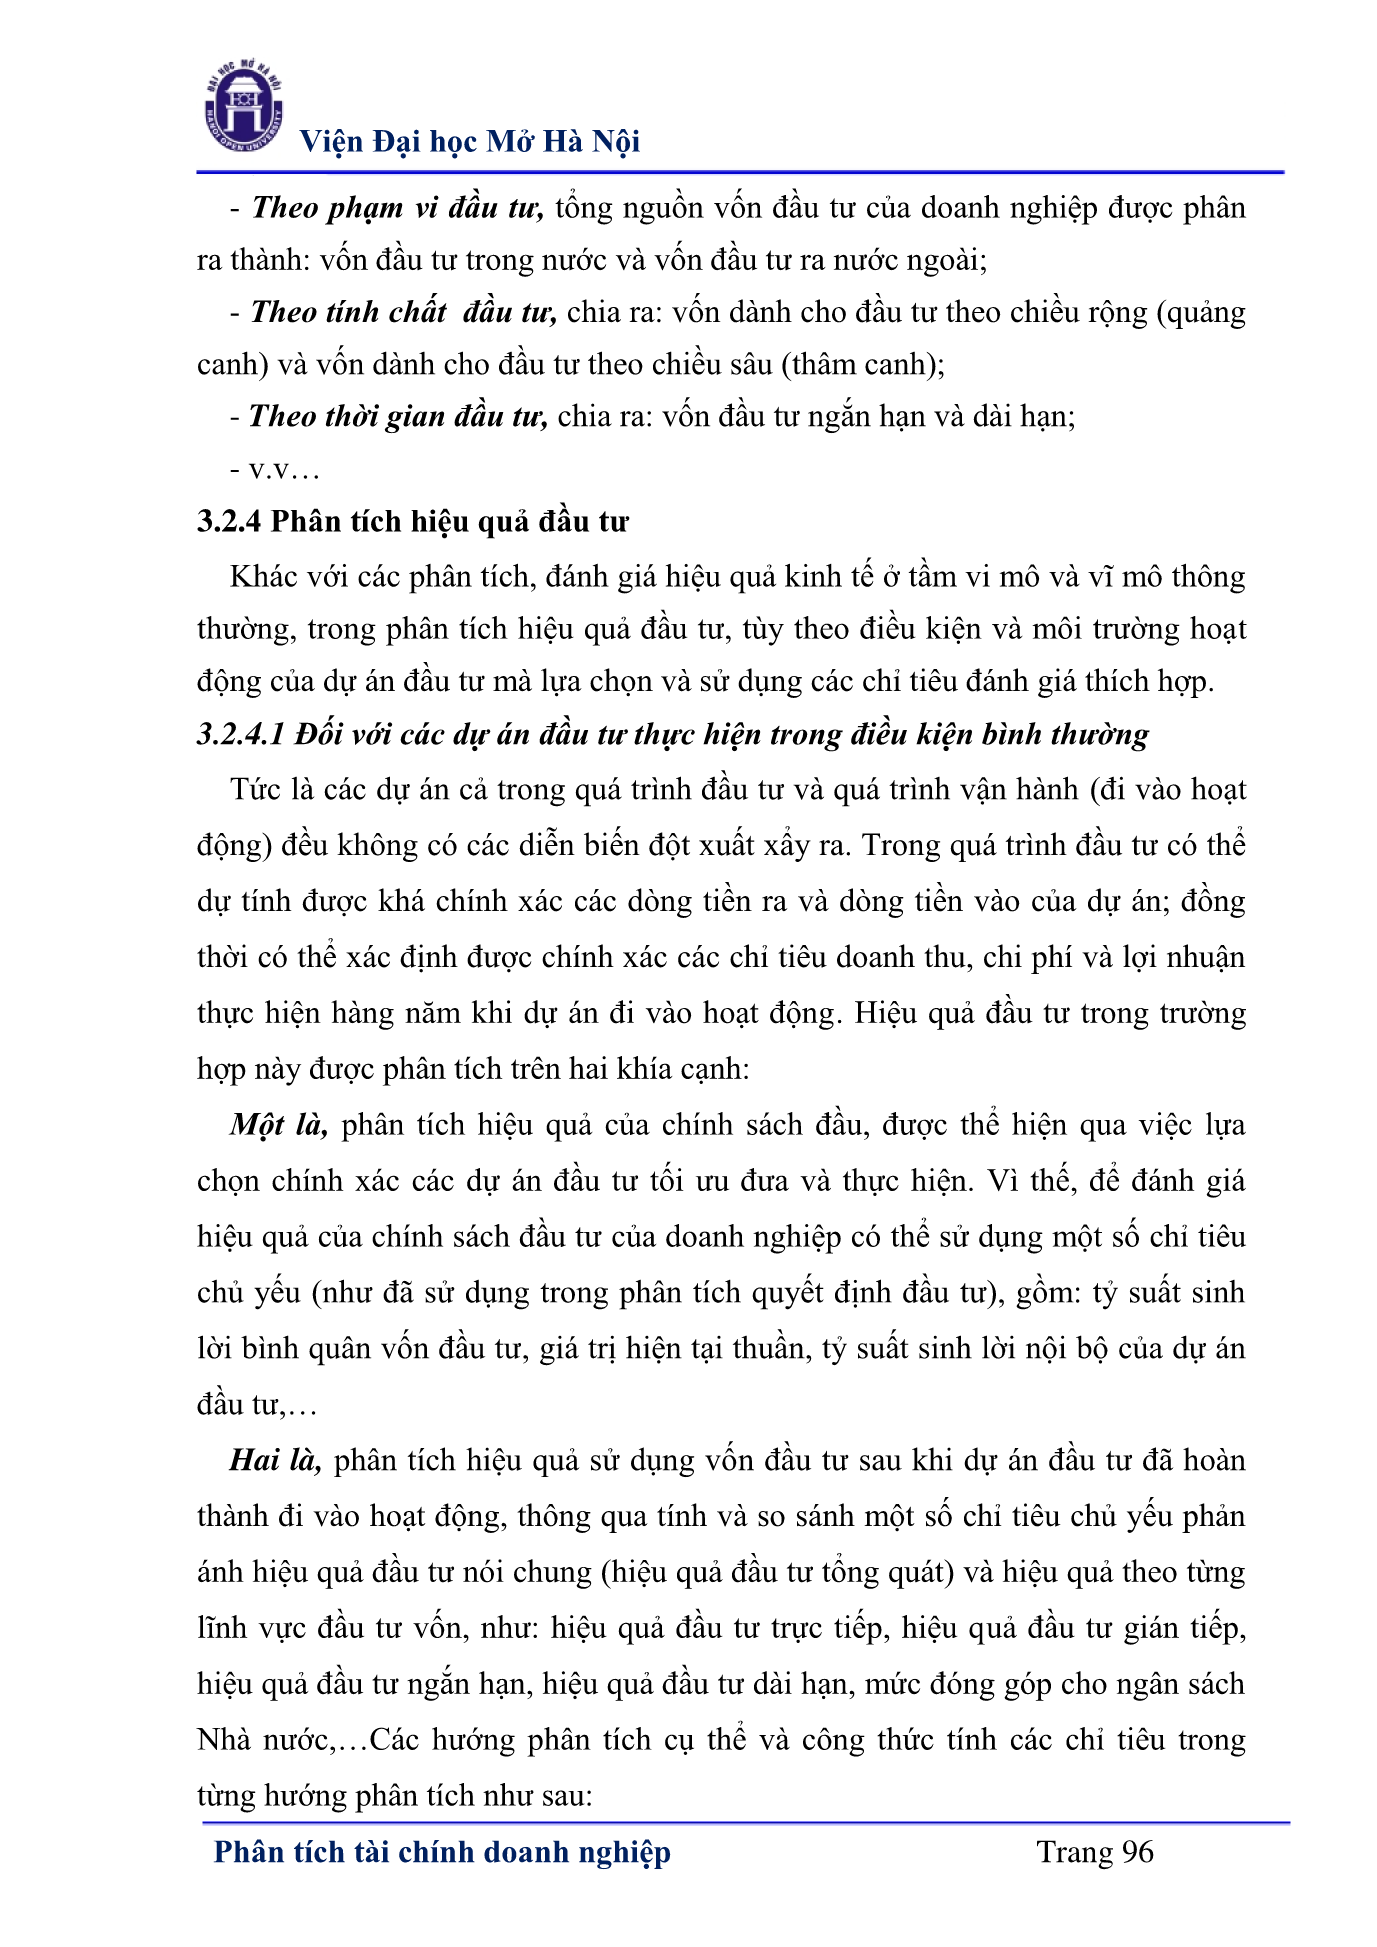 ĐẠI HỌC MỞ HÀ NỘI
HANOI OPEN UNIVERSITY
Viện Đại học Mở Hà Nội
- Theo phạm vi đầu tư, tổng nguồn vốn đầu tư của doanh nghiệp được phân
ra thành: vốn đầu tư trong nước và vốn đầu tư ra nước ngoài;
- Theo tính chất  đầu tư, chia ra: vốn dành cho đầu tư theo chiều rộng (quảng
canh) và vốn dành cho đầu tư theo chiều sâu (thâm canh);
- Theo thời gian đầu tư, chia ra: vốn đầu tư ngắn hạn và dài hạn;
- v.v…
3.2.4 Phân tích hiệu quả đầu tư
Khác với các phân tích, đánh giá hiệu quả kinh tế ở tầm vi mô và vĩ mô thông
thường, trong phân tích hiệu quả đầu tư, tùy theo điều kiện và môi trường hoạt
động của dự án đầu tư mà lựa chọn và sử dụng các chỉ tiêu đánh giá thích hợp.
3.2.4.1 Đối với các dự án đầu tư thực hiện trong điều kiện bình thường
Tức là các dự án cả trong quá trình đầu tư và quá trình vận hành (đi vào hoạt
động) đều không có các diễn biến đột xuất xẩy ra. Trong quá trình đầu tư có thể
dự tính được khá chính xác các dòng tiền ra và dòng tiền vào của dự án; đồng
thời có thể xác định được chính xác các chỉ tiêu doanh thu, chi phí và lợi nhuận
thực hiện hàng năm khi dự án đi vào hoạt động. Hiệu quả đầu tư trong trường
hợp này được phân tích trên hai khía cạnh:
Một là, phân tích hiệu quả của chính sách đầu, được thể hiện qua việc lựa
chọn chính xác các dự án đầu tư tối ưu đưa và thực hiện. Vì thế, để đánh giá
hiệu quả của chính sách đầu tư của doanh nghiệp có thể sử dụng một số chỉ tiêu
chủ yếu (như đã sử dụng trong phân tích quyết định đầu tư), gồm: tỷ suất sinh
lời bình quân vốn đầu tư, giá trị hiện tại thuần, tỷ suất sinh lời nội bộ của dự án
đầu tư,…
Hai là, phân tích hiệu quả sử dụng vốn đầu tư sau khi dự án đầu tư đã hoàn
thành đi vào hoạt động, thông qua tính và so sánh một số chỉ tiêu chủ yếu phản
ánh hiệu quả đầu tư nói chung (hiệu quả đầu tư tổng quát) và hiệu quả theo từng
lĩnh vực đầu tư vốn, như: hiệu quả đầu tư trực tiếp, hiệu quả đầu tư gián tiếp,
hiệu quả đầu tư ngắn hạn, hiệu quả đầu tư dài hạn, mức đóng góp cho ngân sách
Nhà nước,…Các hướng phân tích cụ thể và công thức tính các chỉ tiêu trong
từng hướng phân tích như sau:
Phân tích tài chính doanh nghiệp
Trang 96